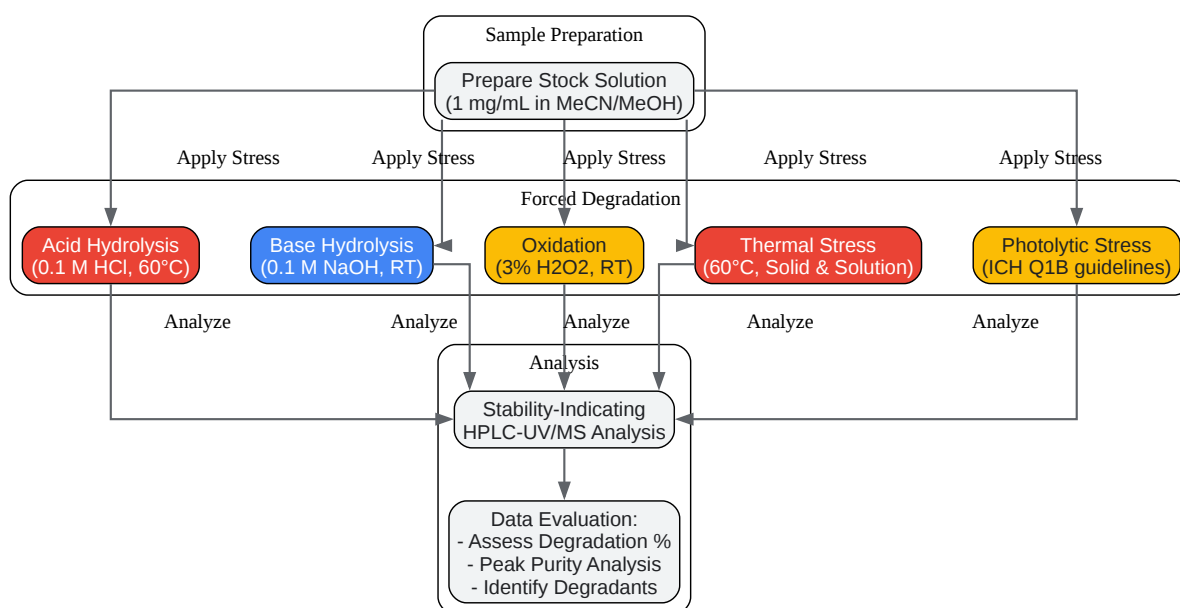 Sample Preparation
Prepare Stock Solution
(1 mg/mL in MeCN/MeOH)
Apply Stress
Apply Stress
Apply Stress
Apply Stress
Apply Stress
Forced Degradation
Acid Hydrolysis
(0.1 M HCl, 60°C)
Base Hydrolysis
(0.1 M NaOH, RT)
Oxidation
(3% H2O2, RT)
Thermal Stress
(60°C, Solid & Solution)
Photolytic Stress
(ICH Q1B guidelines)
Analyze
Analyze
Analyze
Analyze
Analyze
Analysis
Stability-Indicating
HPLC-UV/MS Analysis
Data Evaluation:
- Assess Degradation %
- Peak Purity Analysis
- Identify Degradants